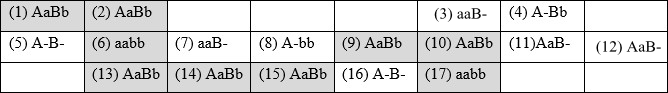 (1) AaBb (2) AaBb (3) aaB- (4) A-Bb
(5) A-B- (6) aabb (7) aaB- (8) A-bb (9) AaBb (10) AaBb (11)AaB- (12) AaB-
(13) AaBb (14) AaBb (15) AaBb (16) A-B- (17) aabb